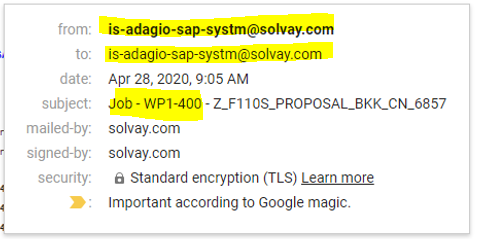 from: is-adagio-sap-systm@solvay.com
to: is-adagio-sap-systm@solvay.com
date: Apr 28, 2020, 9:05 AM
subject: Job - WP1-400 - Z_F110S_PROPOSAL_BKK_CN_6857
mailed-by: solvay.com
signed-by: solvay.com
security: Standard encryption (TLS) Learn more
: Important according to Google magic.